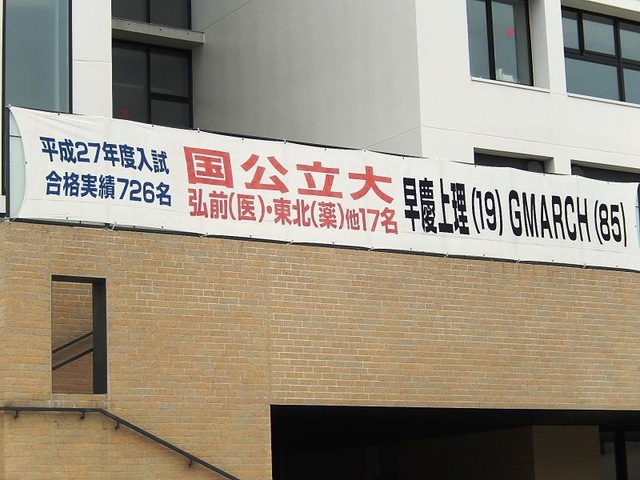 平成27年度入試
合格実績726名
国公立大
弘前(医)・東北(薬)他17名
早慶上理(19) GMARCH(85)